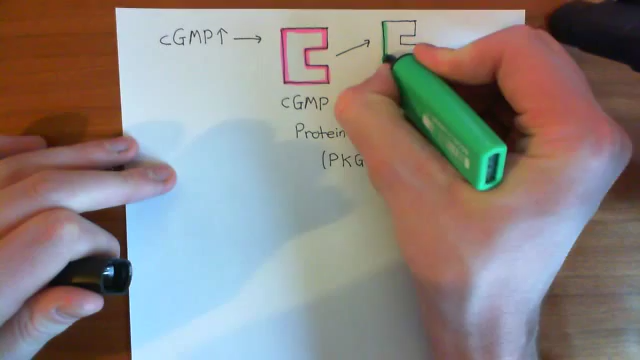 cGMP↑ →
cGMP
Protein
(PKG